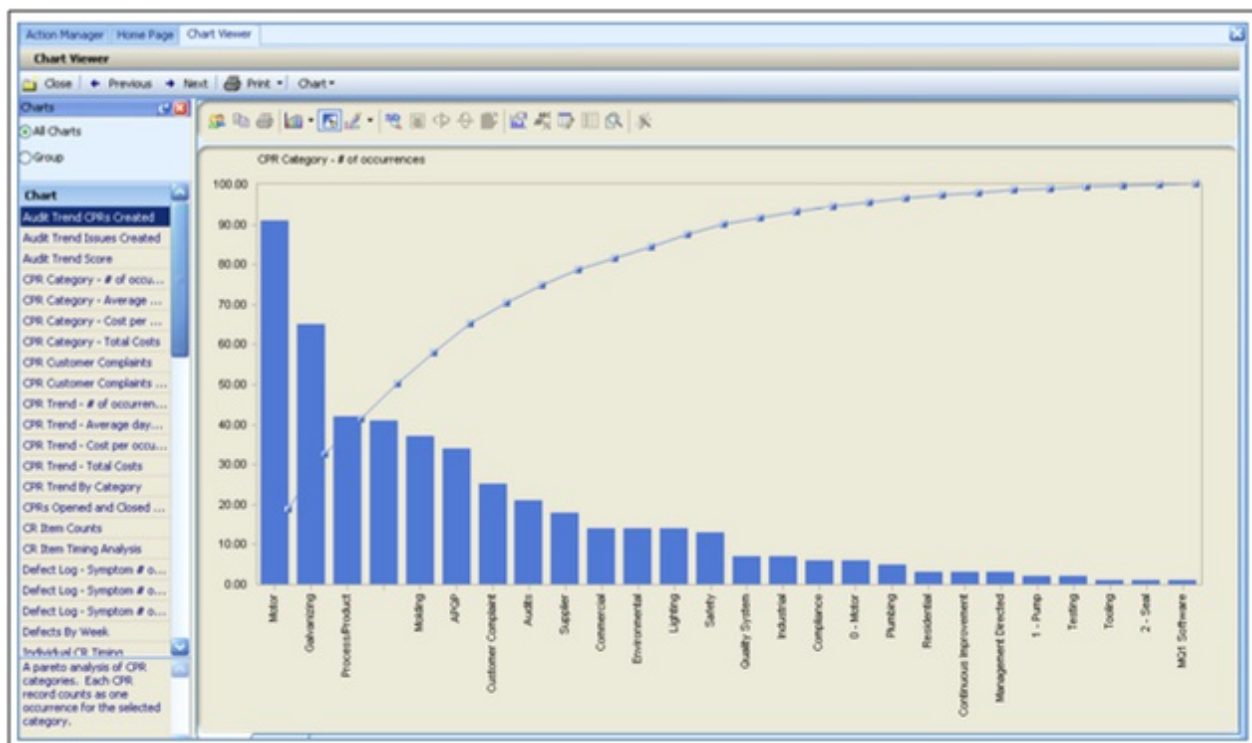 Action Manager Home Page Chart Viewer
Chart Viewer
Close Previous Next Print Chart
Charts
All Charts
Group
Chart
Audit Trend CPRs Created
Audit Trend Issues Created
Audit Trend Score
CPR Category - # of occu...
CPR Category - Average ...
CPR Category - Cost per ...
CPR Category - Total Costs
CPR Customer Complaints
CPR Customer Complaints ...
CPR Trend - # of occurren...
CPR Trend - Average day...
CPR Trend - Cost per occu...
CPR Trend - Total Costs
CPR Trend By Category
CPRs Opened and Closed ...
CR Item Counts
CR Item Timing Analysis
Defect Log - Symptom # o...
Defect Log - Symptom # o...
Defect Log - Symptom # o...
Defects By Week
Individual CR Timing
A pareto analysis of CPR
categories. Each CPR
record counts as one
occurrence for the selected
category.
CPR Category - # of occurrences
100.00
90.00
80.00
70.00
60.00
50.00
40.00
30.00
20.00
10.00
0.00
Motor
Galvanizing
Process/Product
Molding
APQP
Customer Complaint
Audits
Supplier
Commercial
Environmental
Lighting
Safety
Quality System
Industrial
Compliance
0 - Motor
Plumbing
Residential
Continuous Improvement
Management Directed
1 - Pump
Testing
Tooling
2 - Seal
MQ1 Software